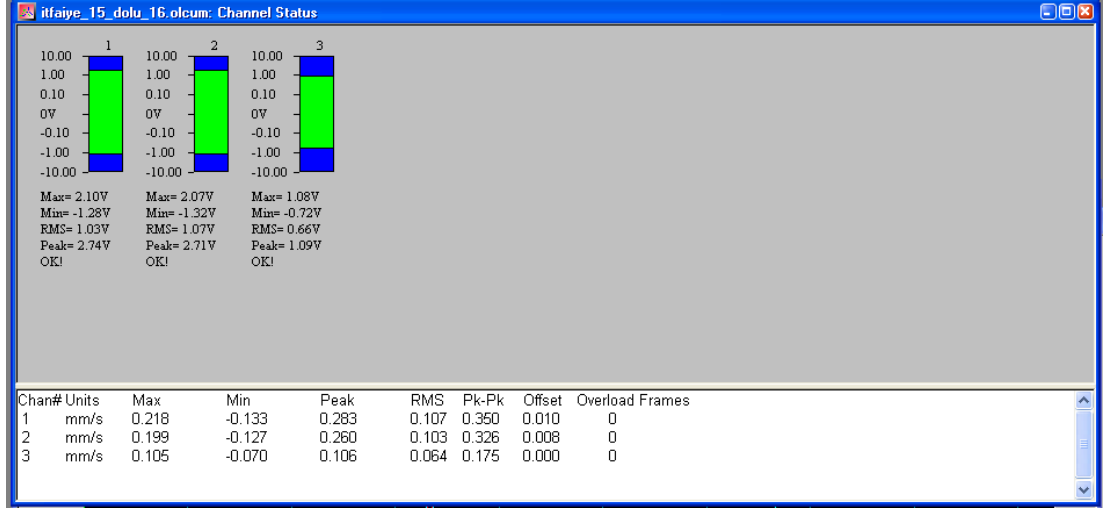 itfaiye_15_dolu_16.olcum: Channel Status
1 2 3
10.00 10.00 10.00
1.00 1.00 1.00
0.10 0.10 0.10
0V 0V 0V
-0.10 -0.10 -0.10
-1.00 -1.00 -1.00
-10.00 -10.00 -10.00
Max= 2.10V Max= 2.07V Max= 1.08V
Min= -1.28V Min= -1.32V Min= -0.72V
RMS= 1.03V RMS= 1.07V RMS= 0.66V
Peak= 2.74V Peak= 2.71V Peak= 1.09V
OK! OK! OK!
Chan# Units Max Min Peak RMS Pk-Pk Offset Overload Frames
1 mm/s 0.218 -0.133 0.283 0.107 0.350 0.010 0
2 mm/s 0.199 -0.127 0.260 0.103 0.326 0.008 0
3 mm/s 0.105 -0.070 0.106 0.064 0.175 0.000 0